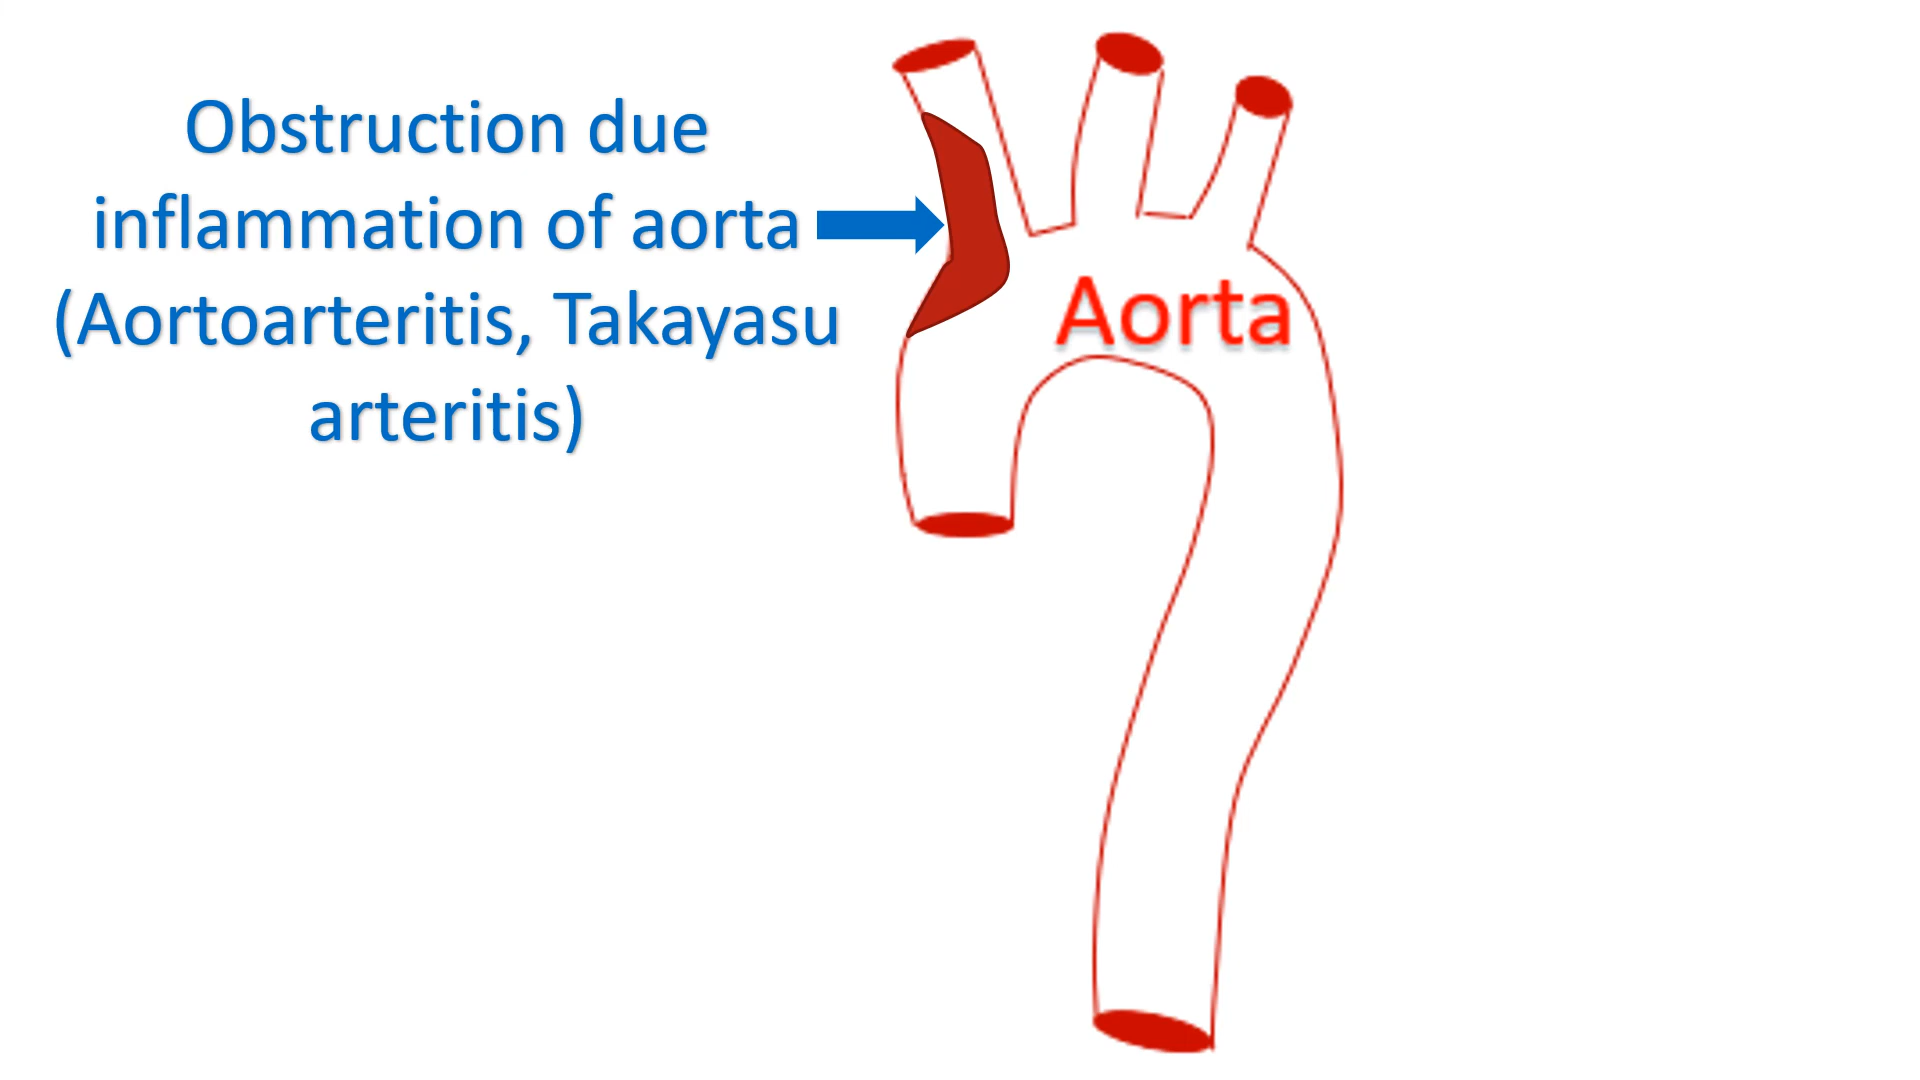 Obstruction due
inflammation of aorta
(Aortoarteritis, Takayasu
arteritis)
Aorta